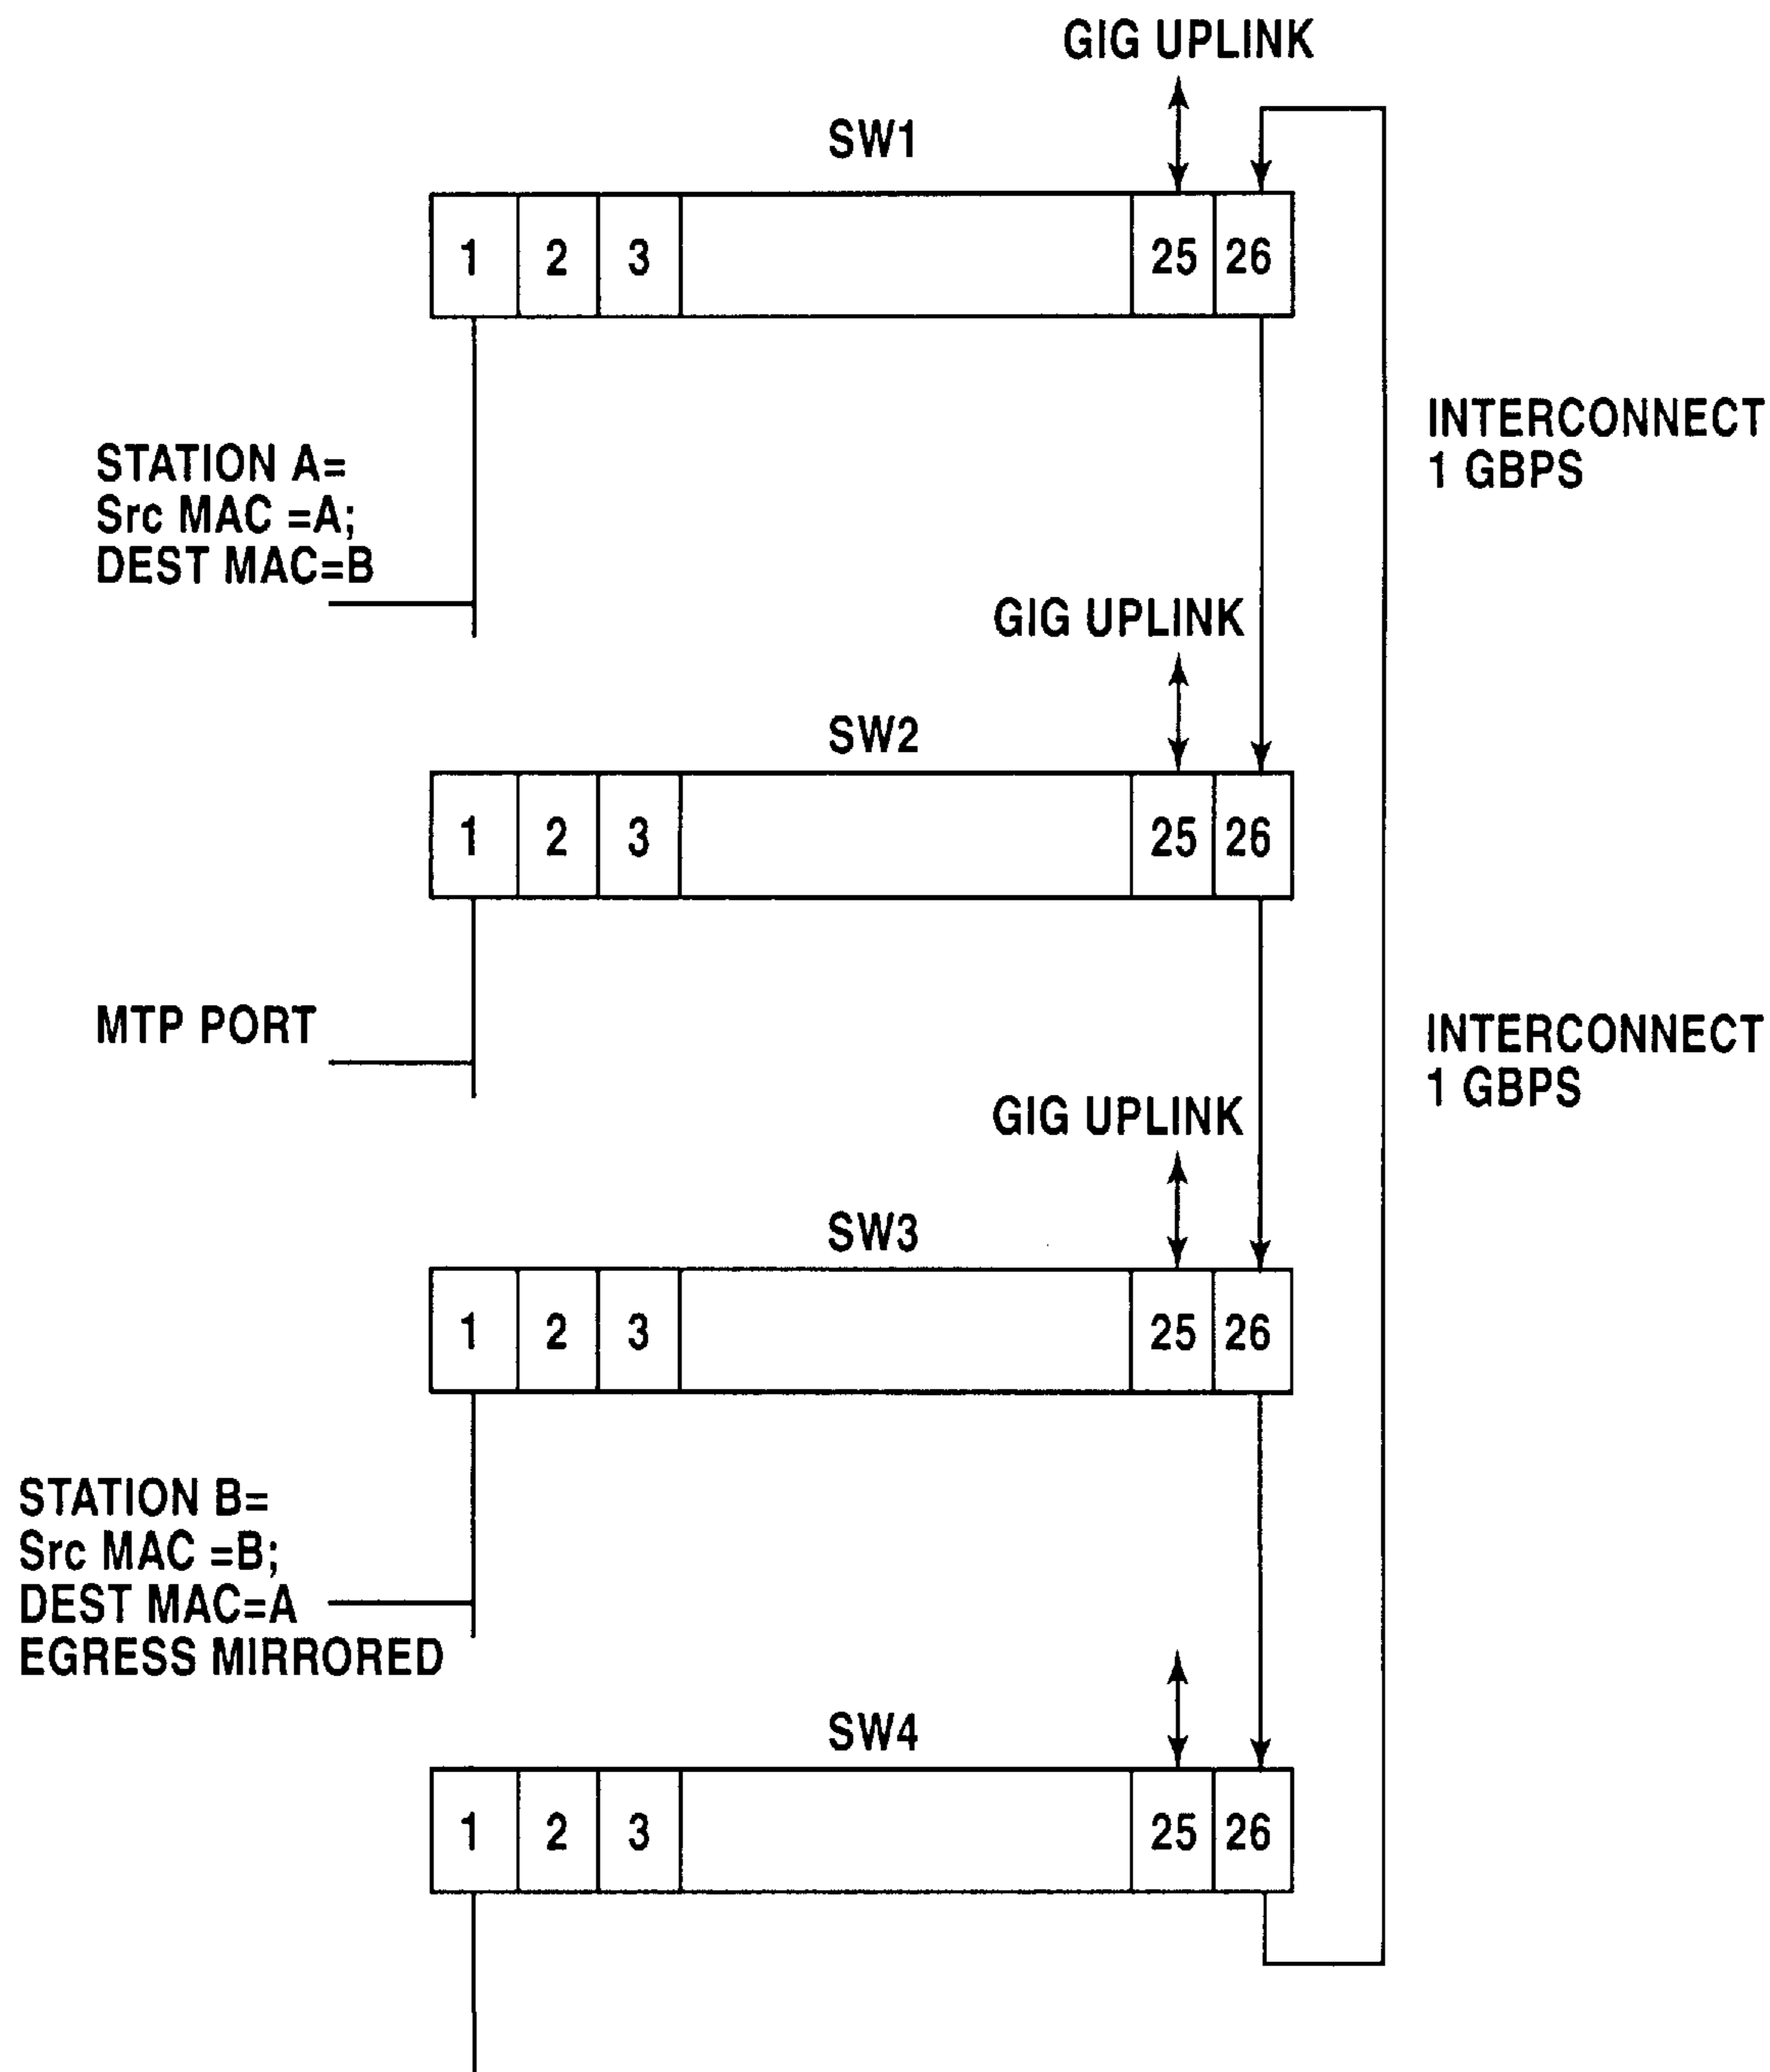 GIG UPLINK
SW1
1 2 3 25 26
INTERCONNECT
1 GBPS
STATION A=
Src MAC =A;
DEST MAC=B
GIG UPLINK
SW2
1 2 3 25 26
MTP PORT
INTERCONNECT
1 GBPS
GIG UPLINK
SW3
1 2 3 25 26
STATION B=
Src MAC =B;
DEST MAC=A
EGRESS MIRRORED
SW4
1 2 3 25 26